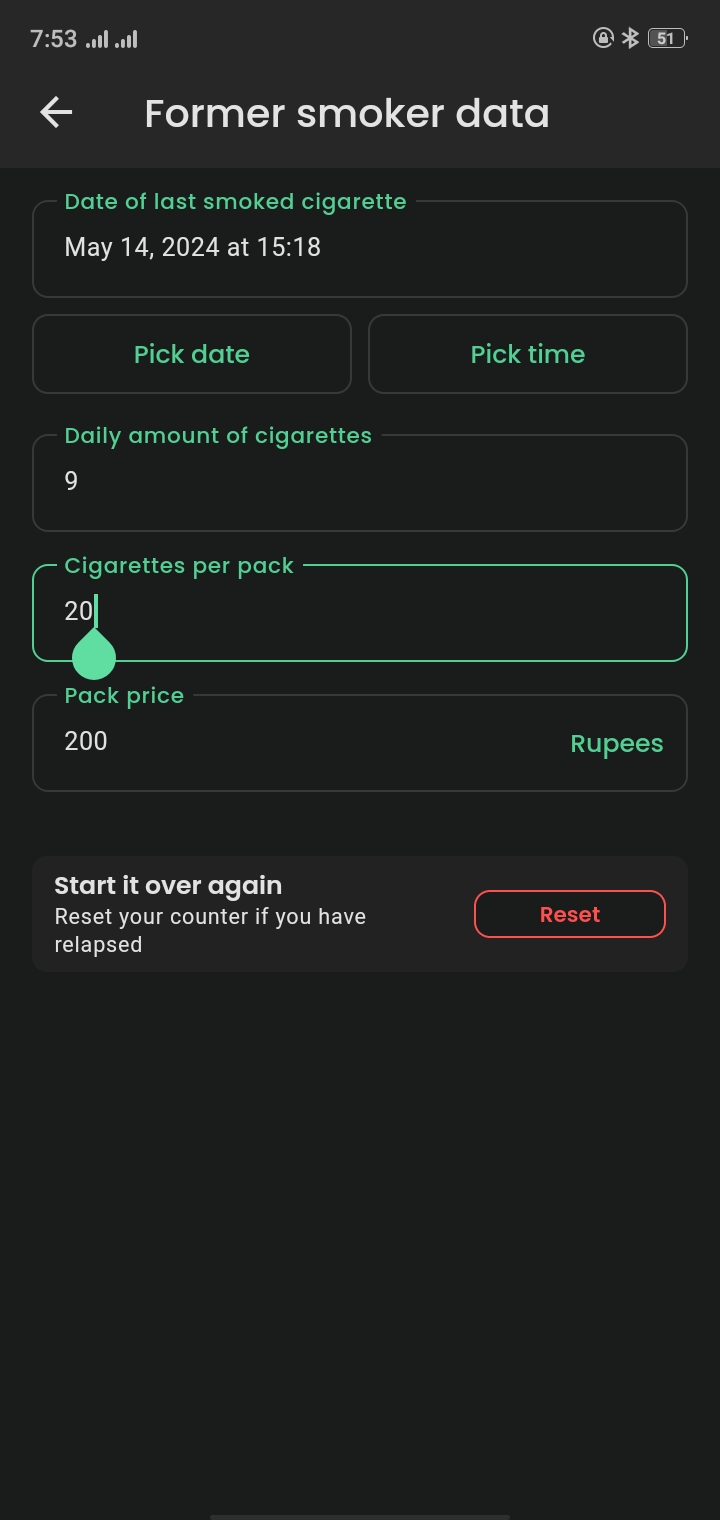 7:53
51
Former smoker data
Date of last smoked cigarette
May 14, 2024 at 15:18
Pick date
Pick time
Daily amount of cigarettes
9
Cigarettes per pack
20
Pack price
200
Rupees
Start it over again
Reset your counter if you have
relapsed
Reset